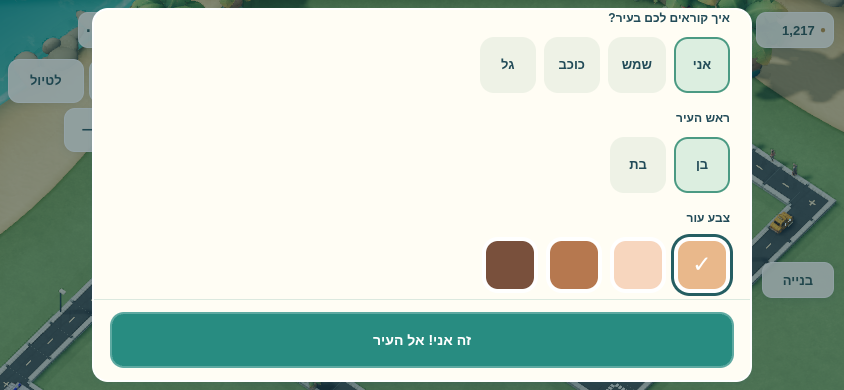 איך קוראים לכם בעיר?
1,217
אני
שמש
כוכב
גל
לטיול
ראש העיר
בן
בת
צבע עור
בנייה
זה אני! אל העיר